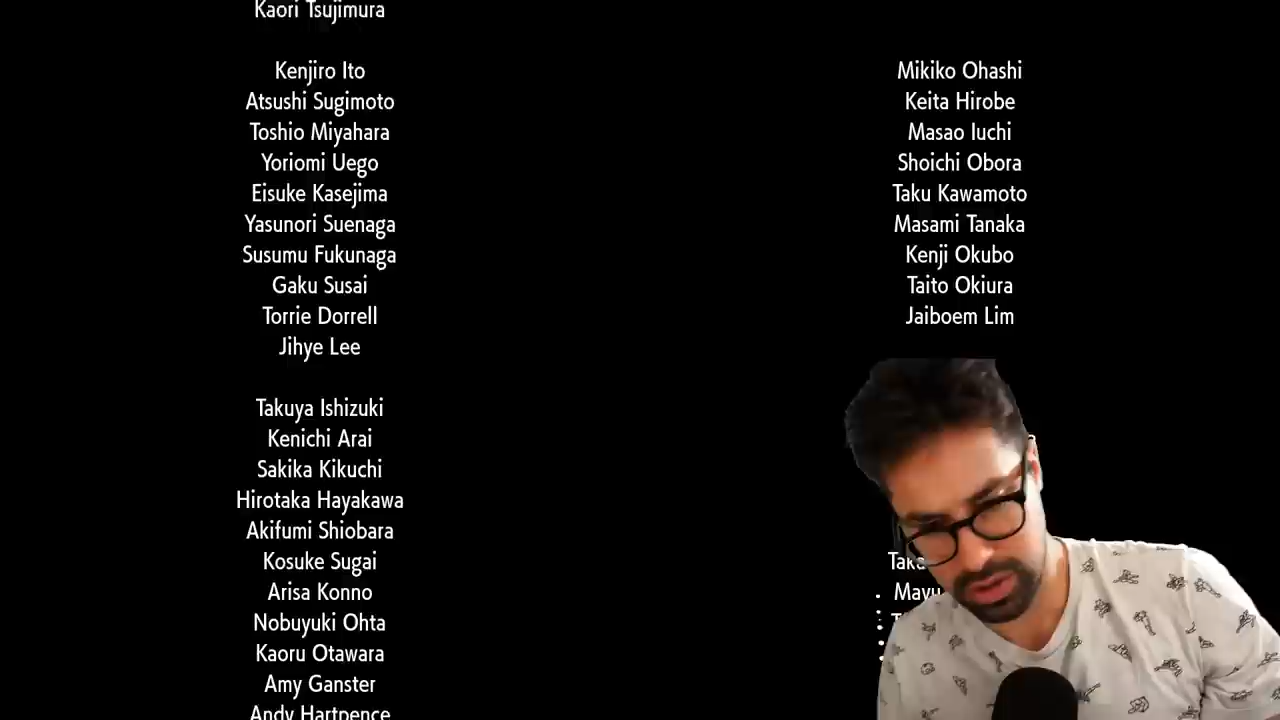 Kaori Tsujimura
Kenjiro Ito
Atsushi Sugimoto
Toshio Miyahara
Yoriomi Uego
Eisuke Kasejima
Yasunori Suenaga
Susumu Fukunaga
Gaku Susai
Torrie Dorrell
Jihye Lee
Takuya Ishizuki
Kenichi Arai
Sakika Kikuchi
Hirotaka Hayakawa
Akifumi Shiobara
Kosuke Sugai
Arisa Konno
Nobuyuki Ohta
Kaoru Otawara
Amy Ganster
Andy Hartpence
Mikiko Ohashi
Keita Hirobe
Masao Iuchi
Shoichi Obora
Taku Kawamoto
Masami Tanaka
Kenji Okubo
Taito Okiura
Jaiboem Lim